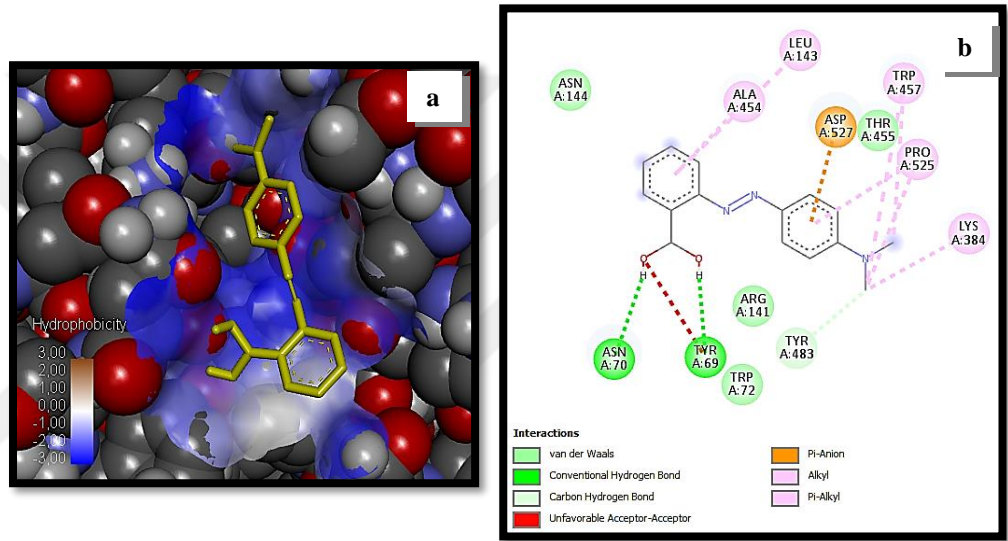 a
Hydrophobicity
3,00
2,00
1,00
0,00
-1,00
-2,00
-3,00
b
LEU
A:143
ASN
A:144
ALA
A:454
TRP
A:457
ASP
A:527
THR
A:455
PRO
A:525
LYS
A:384
N
N
N
O
H
O
H
ARG
A:141
TYR
A:483
ASN
A:70
TYR
A:69
TRP
A:72
Interactions
van der Waals
Conventional Hydrogen Bond
Carbon Hydrogen Bond
Unfavorable Acceptor-Acceptor
Pi-Anion
Alkyl
Pi-Alkyl